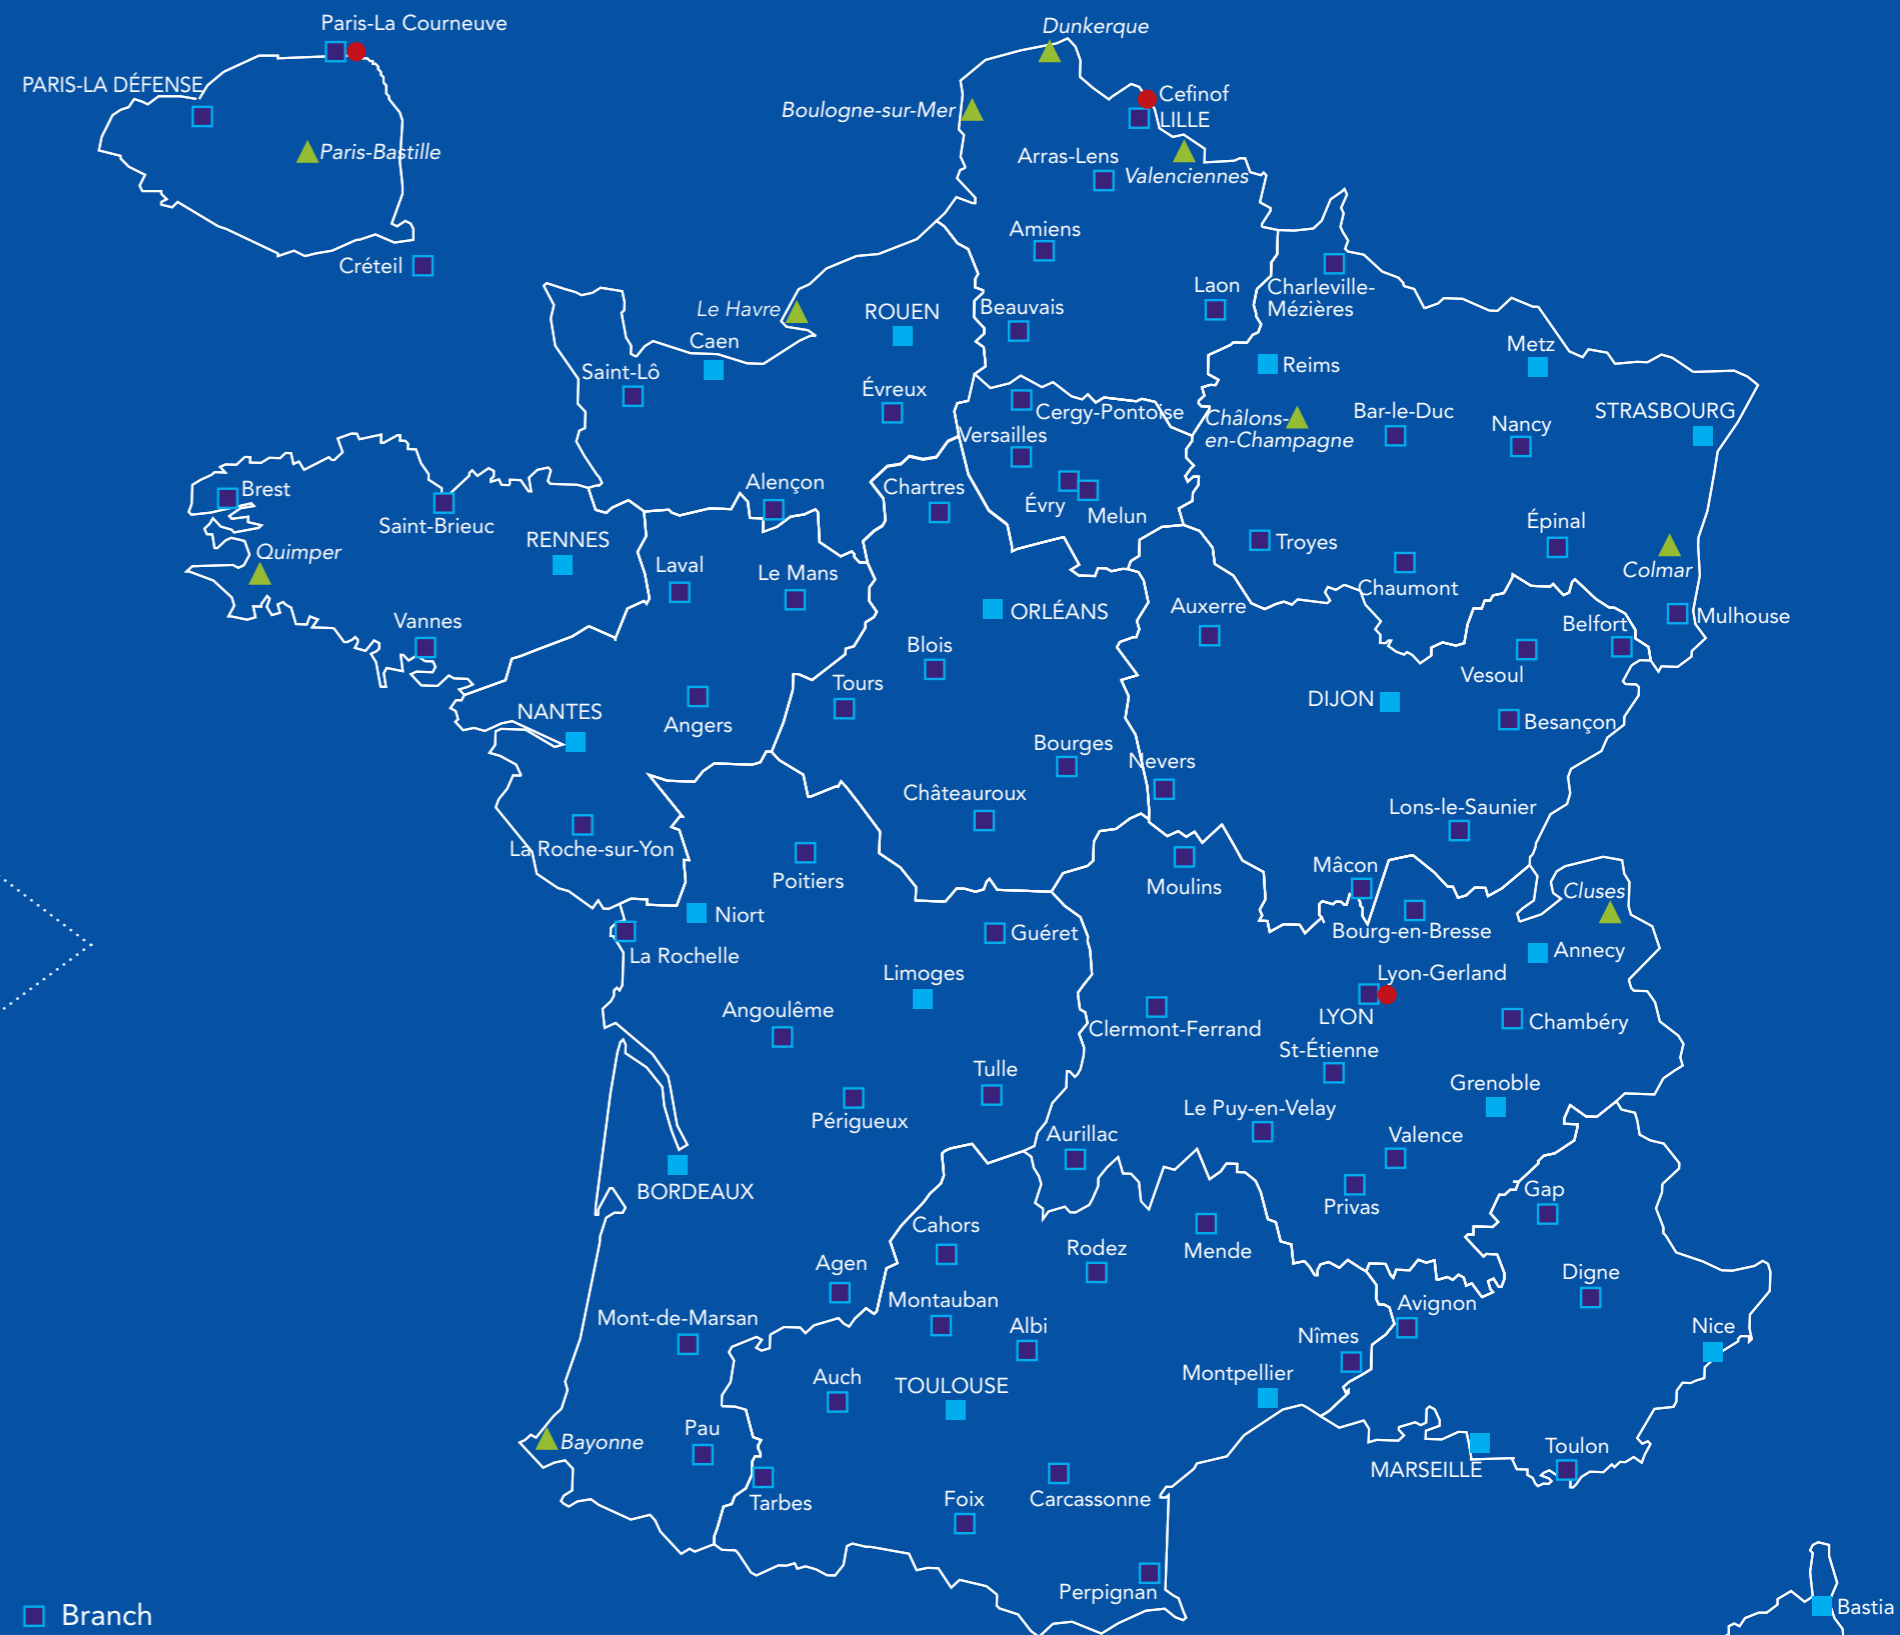 Paris-La Courneuve
PARIS-LA DÉFENSE
Paris-Bastille
Créteil
Dunkerque
Boulogne-sur-Mer
Cefinof
LILLE
Arras-Lens
Valenciennes
Amiens
Le Havre
ROUEN
Beauvais
Laon
Charleville-
Mézières
Caen
Saint-Lô
Évreux
Reims
Metz
Cergy-Pontoise
Versailles
Châlons-
en-Champagne
Bar-le-Duc
Nancy
STRASBOURG
Brest
Saint-Brieuc
Quimper
RENNES
Vannes
Alençon
Chartres
Évry
Melun
Troyes
Chaumont
Épinal
Colmar
Laval
Le Mans
ORLÉANS
Auxerre
Belfort
Mulhouse
Vesoul
Blois
Tours
Angers
NANTES
DIJON
Besançon
Bourges
Nevers
Châteauroux
Lons-le-Saunier
La Roche-sur-Yon
Poitiers
Moulins
Mâcon
Bourg-en-Bresse
Cluses
Annecy
Niort
La Rochelle
Guéret
Limoges
Lyon-Gerland
LYON
Chambéry
Angoulême
Clermont-Ferrand
St-Étienne
Grenoble
Tulle
Périgueux
Le Puy-en-Velay
Aurillac
Valence
Privas
BORDEAUX
Gap
Cahors
Rodez
Mende
Agen
Digne
Montauban
Avignon
Mont-de-Marsan
Albi
Nîmes
Nice
Auch
TOULOUSE
Montpellier
Pau
Bayonne
MARSEILLE
Toulon
Tarbes
Foix
Carcassonne
Perpignan
Bastia
Branch